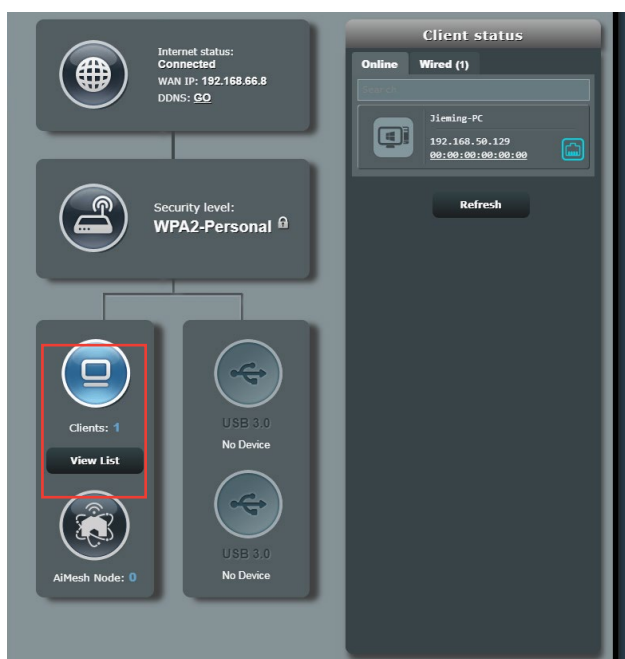 Internet status:
Connected
WAN IP: 192.168.66.8
DDNS: GO
Security level:
WPA2-Personal
Clients: 1
View List
AiMesh Node: 0
USB 3.0
No Device
USB 3.0
No Device
Client status
Online
Wired (1)
Search
Jieming-PC
192.168.50.129
00:00:00:00:00:00
Refresh